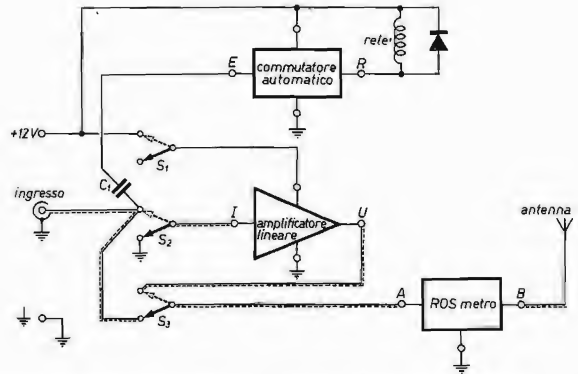 relè
E
commutatore
automatico
R
+12V
S1
C1
ingresso
S2
I
amplificatore
lineare
U
antenna
S3
A
ROS metro
B